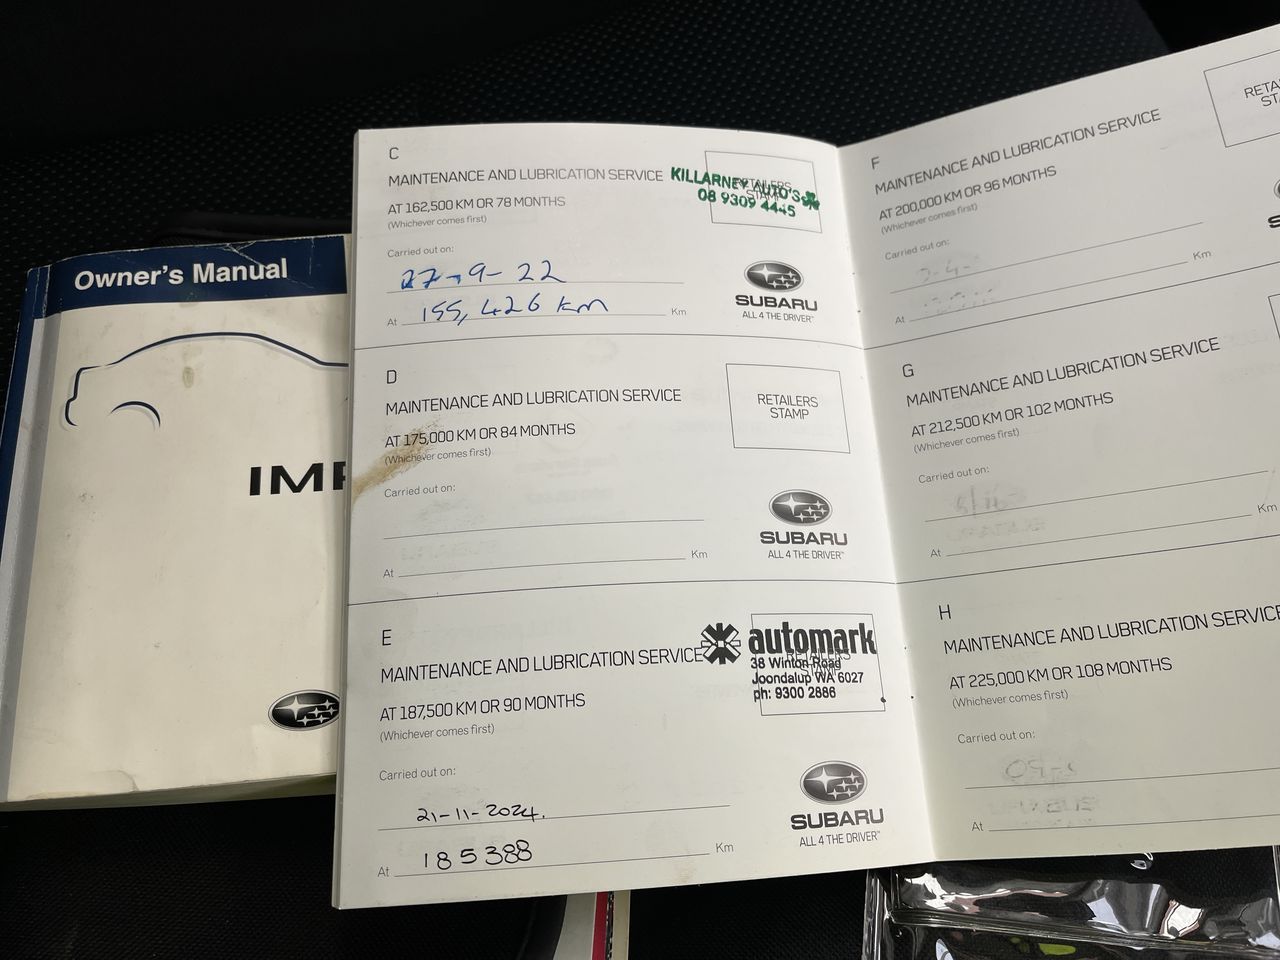 Owner's Manual
C
MAINTENANCE AND LUBRICATION SERVICE
AT 162,500 KM OR 78 MONTHS
(Whichever comes first)
RETAILERS
STAMP
KILLARNEY AUTO'S
08 9309 4445
Carried out on:
27-9-22
At 155,426 km Km
SUBARU
ALL 4 THE DRIVER™
D
MAINTENANCE AND LUBRICATION SERVICE
AT 175,000 KM OR 84 MONTHS
(Whichever comes first)
RETAILERS
STAMP
Carried out on:
At Km
SUBARU
ALL 4 THE DRIVER™
E
MAINTENANCE AND LUBRICATION SERVICE
AT 187,500 KM OR 90 MONTHS
(Whichever comes first)
RETAILERS
STAMP
automark
38 Winton Road
Joondalup WA 6027
ph: 9300 2886
Carried out on:
21-11-2024.
At 185388 Km
SUBARU
ALL 4 THE DRIVER™
F
MAINTENANCE AND LUBRICATION SERVICE
AT 200,000 KM OR 96 MONTHS
(Whichever comes first)
Carried out on:
At Km
G
MAINTENANCE AND LUBRICATION SERVICE
AT 212,500 KM OR 102 MONTHS
(Whichever comes first)
Carried out on:
At Km
H
MAINTENANCE AND LUBRICATION SERVICE
AT 225,000 KM OR 108 MONTHS
(Whichever comes first)
Carried out on:
At